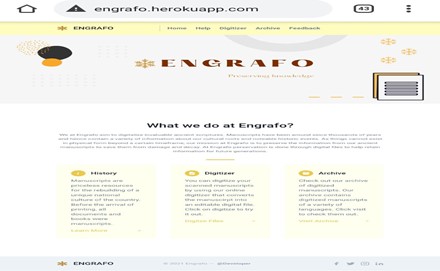 engrafo.herokuapp.com
43
ENGRAFO
Home Help Digitizer Archive Feedback
ENGRAFO
Preserving knowledge
What we do at Engrafo?
History
Manuscripts are
priceless resources
for the rebuilding of a
unique national
culture of the country.
Before the arrival of
printing, all
documents and
books were
manuscripts.
Learn More
Digitizer
You can digitize your
scanned manuscripts
by using our online
digitizer that converts
the manuscript into
an editable digital file.
Click on digitize to try
it out.
Digitize Files
Archive
Check out our archive
of digitized
manuscripts. Our
archive contains
digitized manuscripts
of a variety of
languages. Click visit
to check them out.
Visit Archive
ENGRAFO
© 2021 Engrafo —